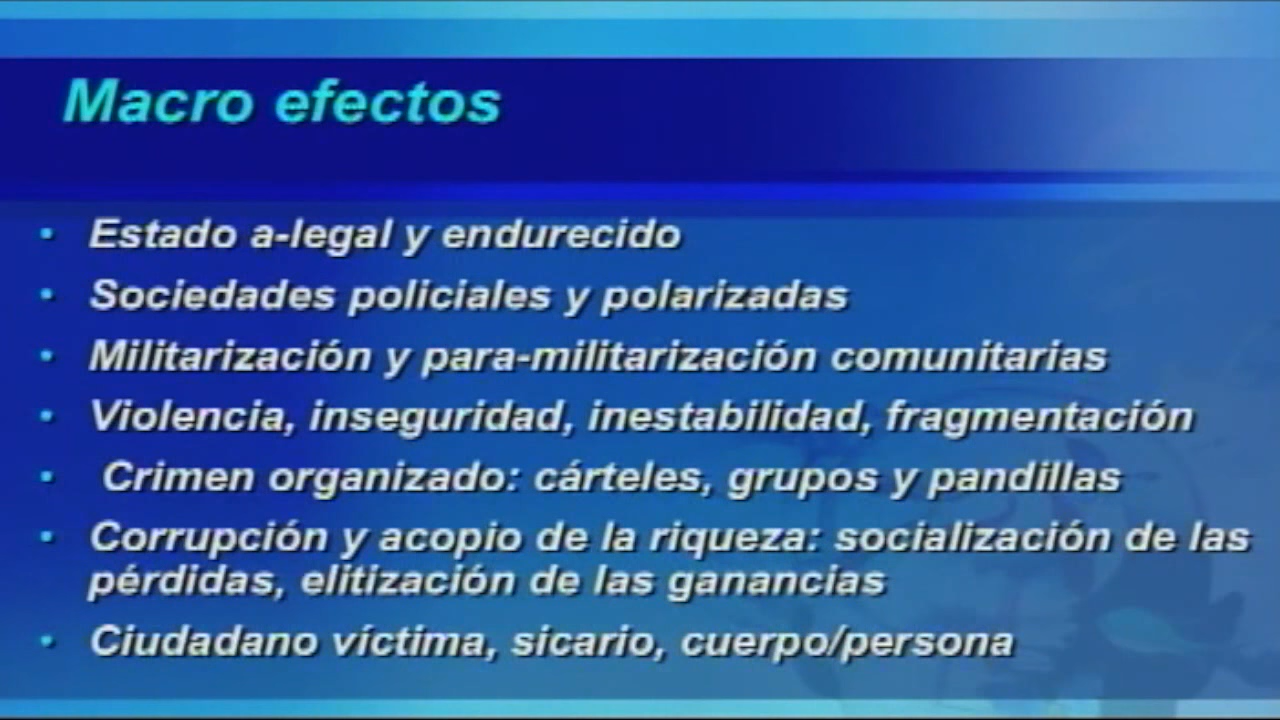 Macro efectos
• Estado a-legal y endurecido
• Sociedades policiales y polarizadas
• Militarización y para-militarización comunitarias
• Violencia, inseguridad, inestabilidad, fragmentación
• Crimen organizado: cárteles, grupos y pandillas
• Corrupción y acopio de la riqueza: socialización de las
pérdidas, elitización de las ganancias
• Ciudadano víctima, sicario, cuerpo/persona